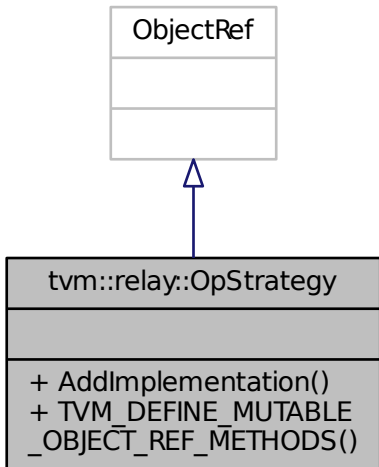 ObjectRef
tvm::relay::OpStrategy
+ AddImplementation()
+ TVM_DEFINE_MUTABLE
_OBJECT_REF_METHODS()